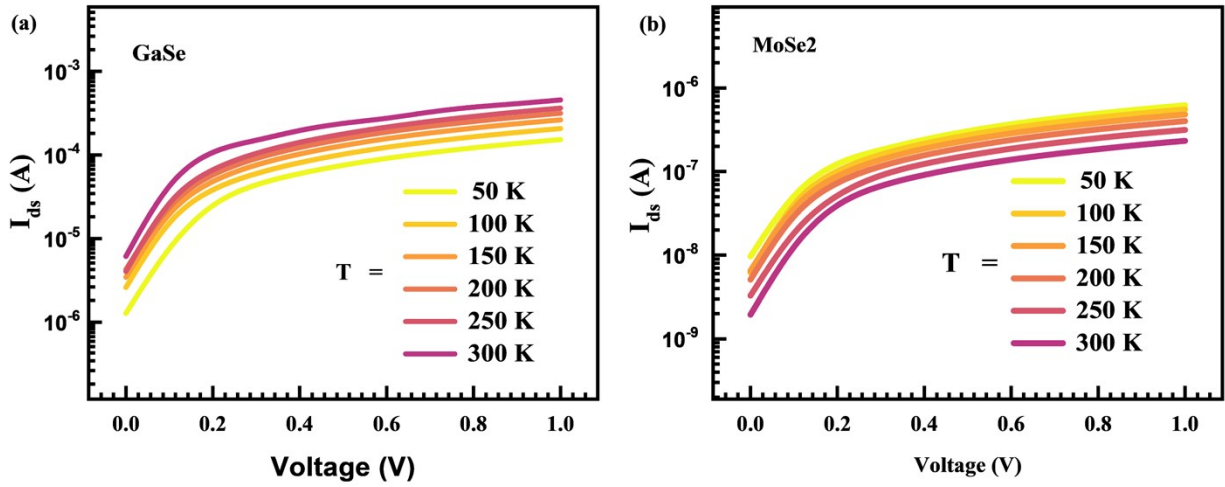 (a)
GaSe
10-3
10-4
10-5
10-6
Ids (A)
50 K
100 K
150 K
T =
200 K
250 K
300 K
0.0 0.2 0.4 0.6 0.8 1.0
Voltage (V)
(b)
MoSe2
10-6
10-7
10-8
10-9
Ids (A)
50 K
100 K
150 K
T =
200 K
250 K
300 K
0.0 0.2 0.4 0.6 0.8 1.0
Voltage (V)